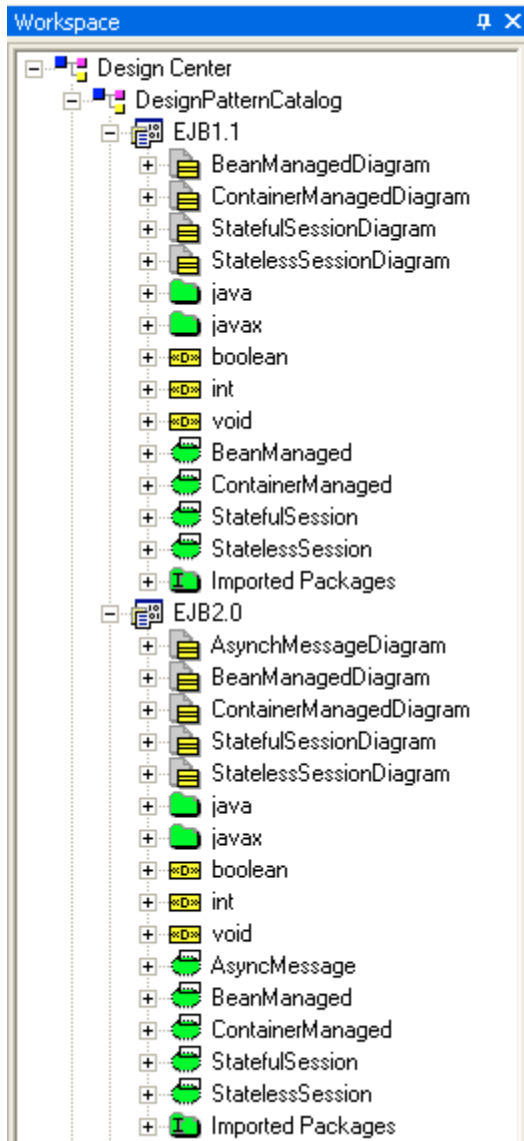 Workspace
Design Center
DesignPatternCatalog
EJB1.1
BeanManagedDiagram
ContainerManagedDiagram
StatefulSessionDiagram
StatelessSessionDiagram
java
javax
«D» boolean
«D» int
«D» void
BeanManaged
ContainerManaged
StatefulSession
StatelessSession
I Imported Packages
EJB2.0
AsynchMessageDiagram
BeanManagedDiagram
ContainerManagedDiagram
StatefulSessionDiagram
StatelessSessionDiagram
java
javax
«D» boolean
«D» int
«D» void
AsyncMessage
BeanManaged
ContainerManaged
StatefulSession
StatelessSession
I Imported Packages